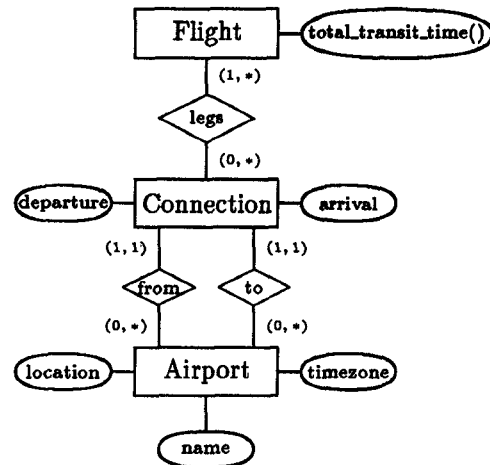 Flight
total_transit_time()
(1,*)
legs
(0,*)
departure
Connection
arrival
(1,1)
(1,1)
from
to
(0,*)
(0,*)
location
Airport
timezone
name